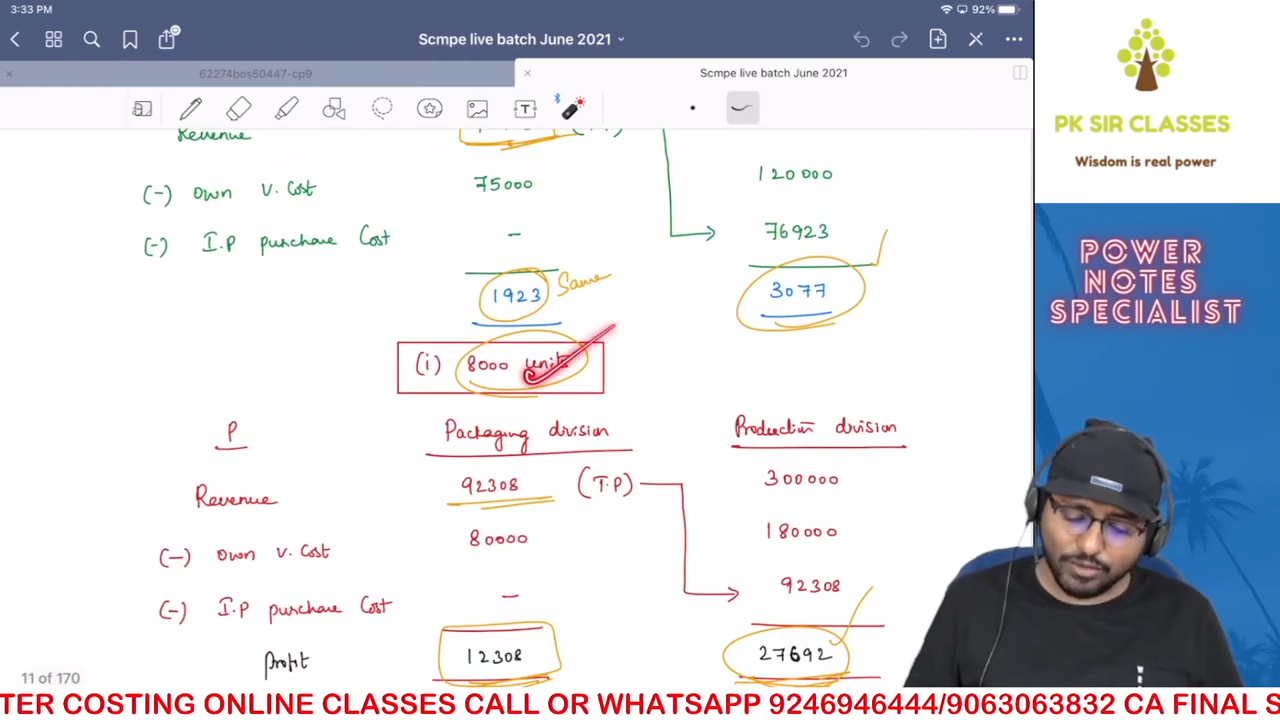 3:33 PM
92%
Scmpe live batch June 2021
62274bos50447-cp9
Scmpe live batch June 2021
Revenue
(-) Own V. Cost 75000 120000
(-) I.P purchase Cost - 76923
1923 Same 3077
(i) 8000 units
P Packaging division Production division
Revenue 92308 (T.P) 300000
(-) Own V. Cost 80000 180000
(-) I.P purchase Cost - 92308
Profit 12308 27692
11 of 170
PK SIR CLASSES
Wisdom is real power
POWER
NOTES
SPECIALIST
TER COSTING ONLINE CLASSES CALL OR WHATSAPP 9246946444/9063063832 CA FINAL S